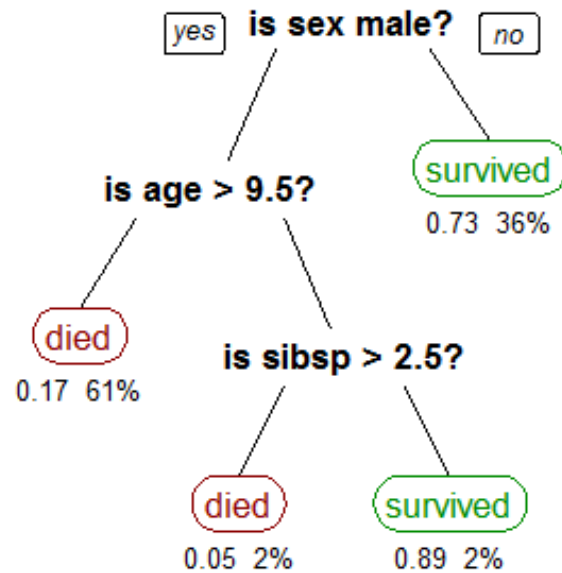 yes is sex male? no
survived
0.73 36%
is age > 9.5?
died
0.17 61%
is sibsp > 2.5?
died survived
0.05 2% 0.89 2%